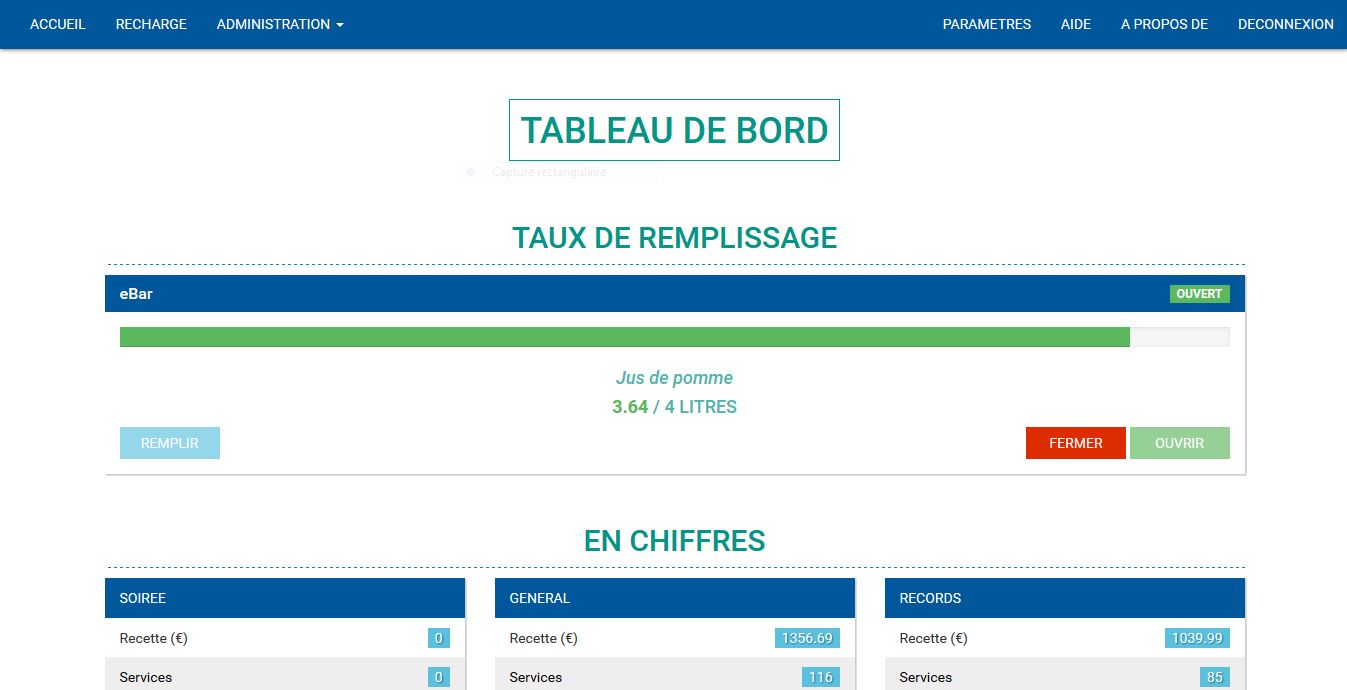 ACCUEIL RECHARGE ADMINISTRATION PARAMETRES AIDE A PROPOS DE DECONNEXION
TABLEAU DE BORD
Capture rectangulaire
TAUX DE REMPLISSAGE
eBar OUVERT
Jus de pomme
3.64 / 4 LITRES
REMPLIR FERMER OUVRIR
EN CHIFFRES
SOIREE GENERAL RECORDS
Recette (€) 0 Recette (€) 1356.69 Recette (€) 1039.99
Services 0 Services 116 Services 85